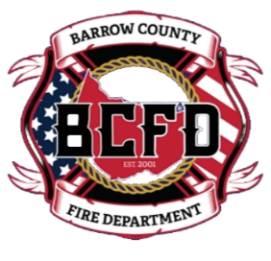 BARROW COUNTY
BCFD
EST. 2001
FIRE DEPARTMENT